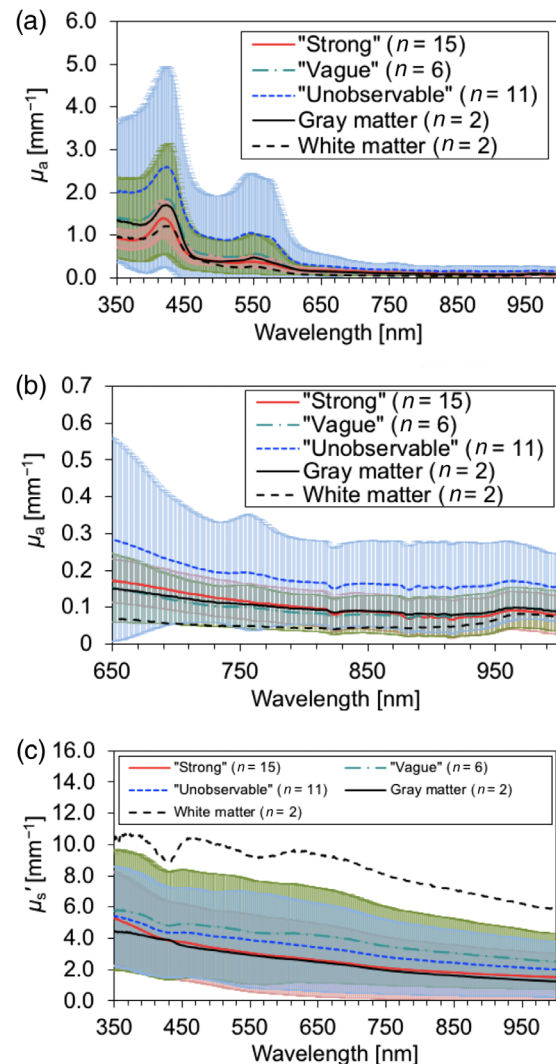 (a)
6.0
5.0
4.0
3.0
2.0
1.0
0.0
μa [mm−1]
"Strong" (n = 15)
"Vague" (n = 6)
"Unobservable" (n = 11)
Gray matter (n = 2)
White matter (n = 2)
350 450 550 650 750 850 950
Wavelength [nm]
(b)
0.7
0.6
0.5
0.4
0.3
0.2
0.1
0
μa [mm−1]
"Strong" (n = 15)
"Vague" (n = 6)
"Unobservable" (n = 11)
Gray matter (n = 2)
White matter (n = 2)
650 750 850 950
Wavelength [nm]
(c)
16.0
14.0
12.0
10.0
8.0
6.0
4.0
2.0
0.0
μs′ [mm−1]
"Strong" (n = 15) "Vague" (n = 6)
"Unobservable" (n = 11) Gray matter (n = 2)
White matter (n = 2)
350 450 550 650 750 850 950
Wavelength [nm]